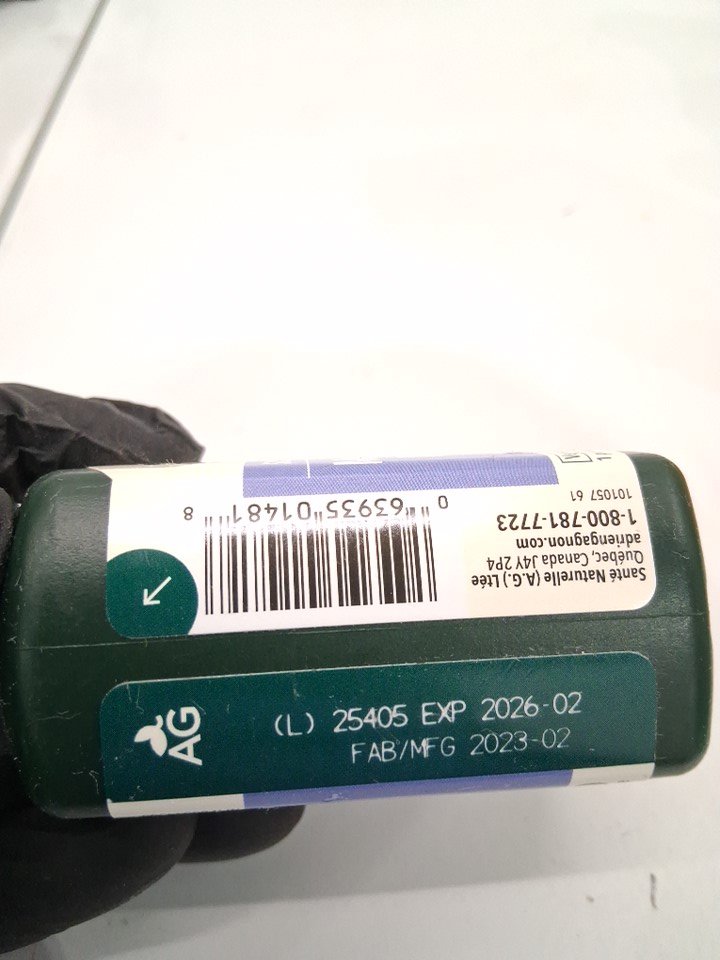 0 63935 01481 8
Santé Naturelle (A.G.) Ltée
Québec, Canada J4Y 2P4
adriengagnon.com
1-800-781-7723
101057 61
AG
(L) 25405 EXP 2026-02
FAB/MFG 2023-02